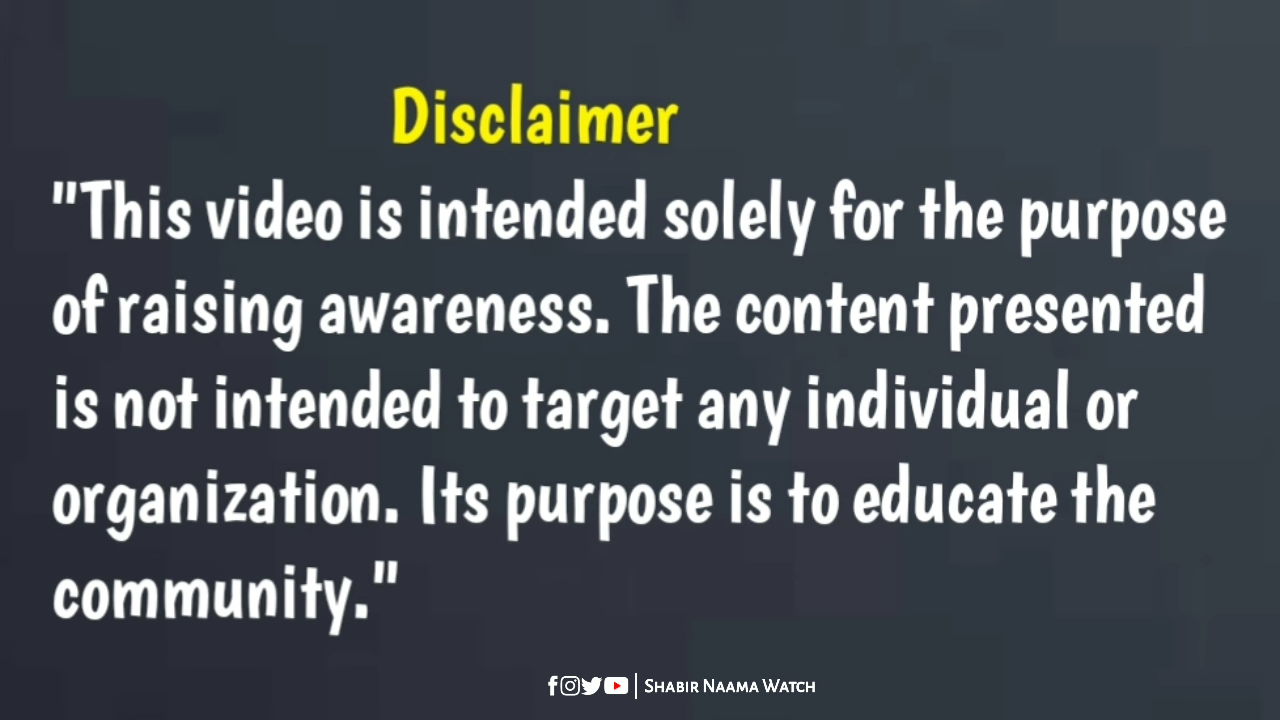 Disclaimer
"This video is intended solely for the purpose
of raising awareness. The content presented
is not intended to target any individual or
organization. Its purpose is to educate the
community."
SHABIR NAAMA WATCH